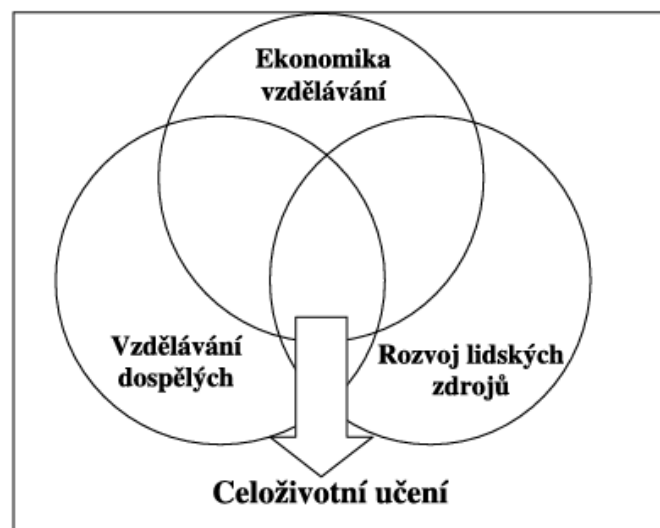 Ekonomika
vzdělávání
Vzdělávání
dospělých
Rozvoj lidských
zdrojů
Celoživotní učení